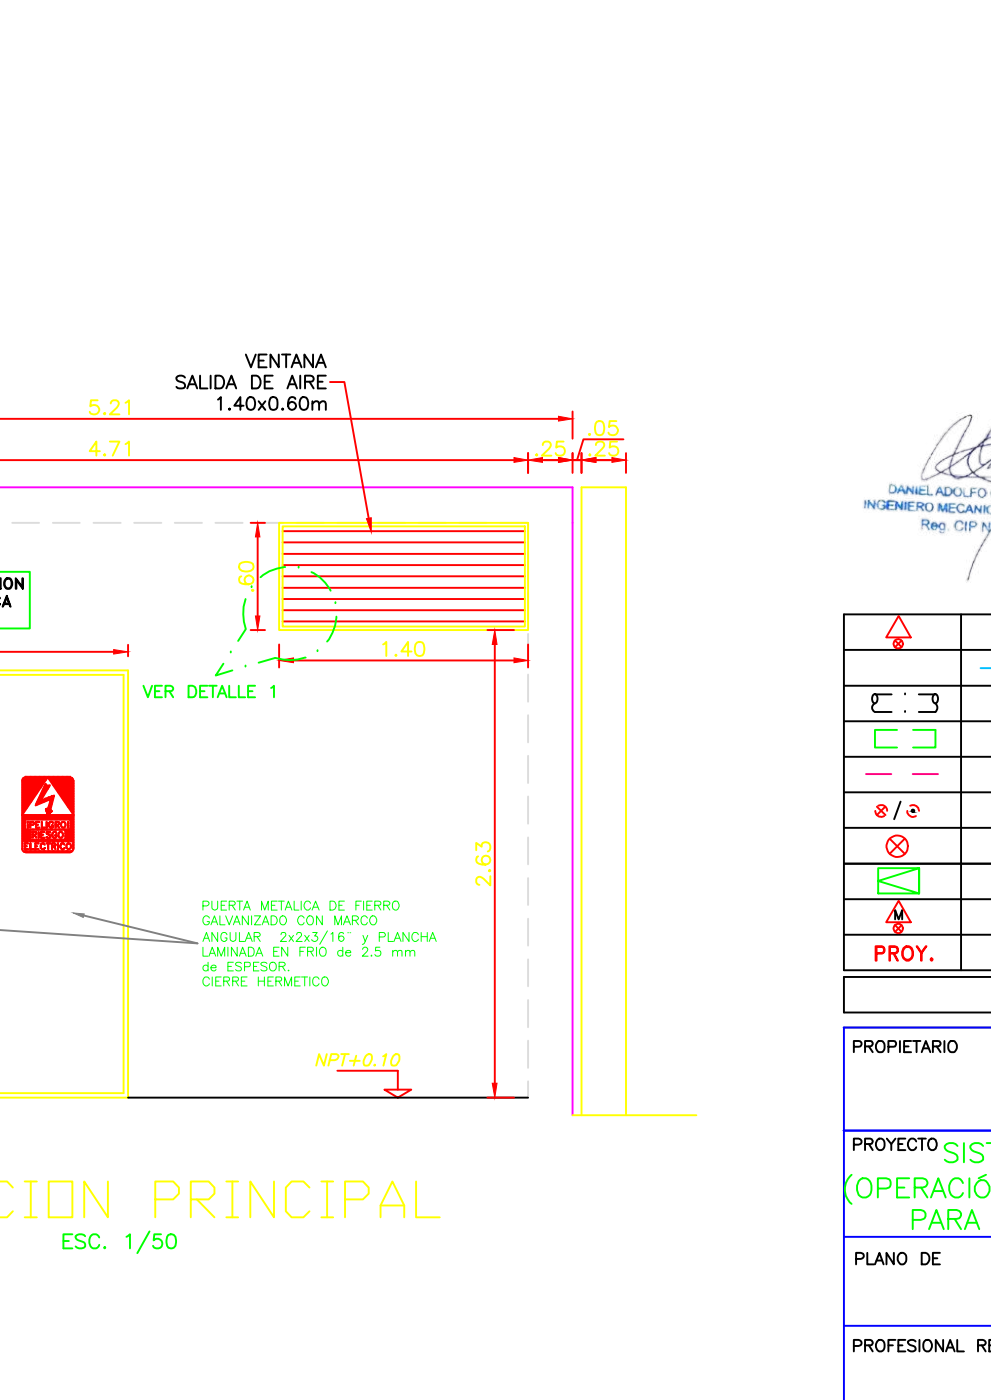 VENTANA
SALIDA DE AIRE
1.40x0.60m
5.21
4.71
.25
.05
.25
.60
1.40
VER DETALLE 1
2.63
PELIGRO
RIESGO
ELECTRICO
PUERTA METALICA DE FIERRO
GALVANIZADO CON MARCO
ANGULAR 2x2x3/16" y PLANCHA
LAMINADA EN FRIO de 2.5 mm
de ESPESOR.
CIERRE HERMETICO
NPT+0.10
CION PRINCIPAL
ESC. 1/50
DANIEL ADOLFO
INGENIERO MECANIC
Reg. CIP N
M
PROY.
PROPIETARIO
PROYECTO
SIST
(OPERACIÓ
PARA
PLANO DE
PROFESIONAL RE